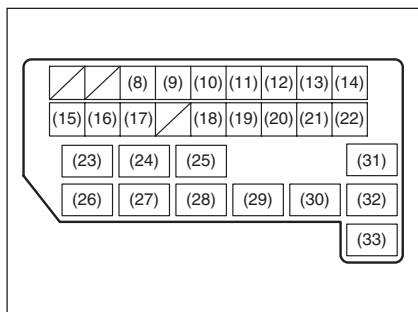 (8) (9) (10) (11) (12) (13) (14)
(15) (16) (17) (18) (19) (20) (21) (22)
(23) (24) (25) (31)
(26) (27) (28) (29) (30) (32)
(33)